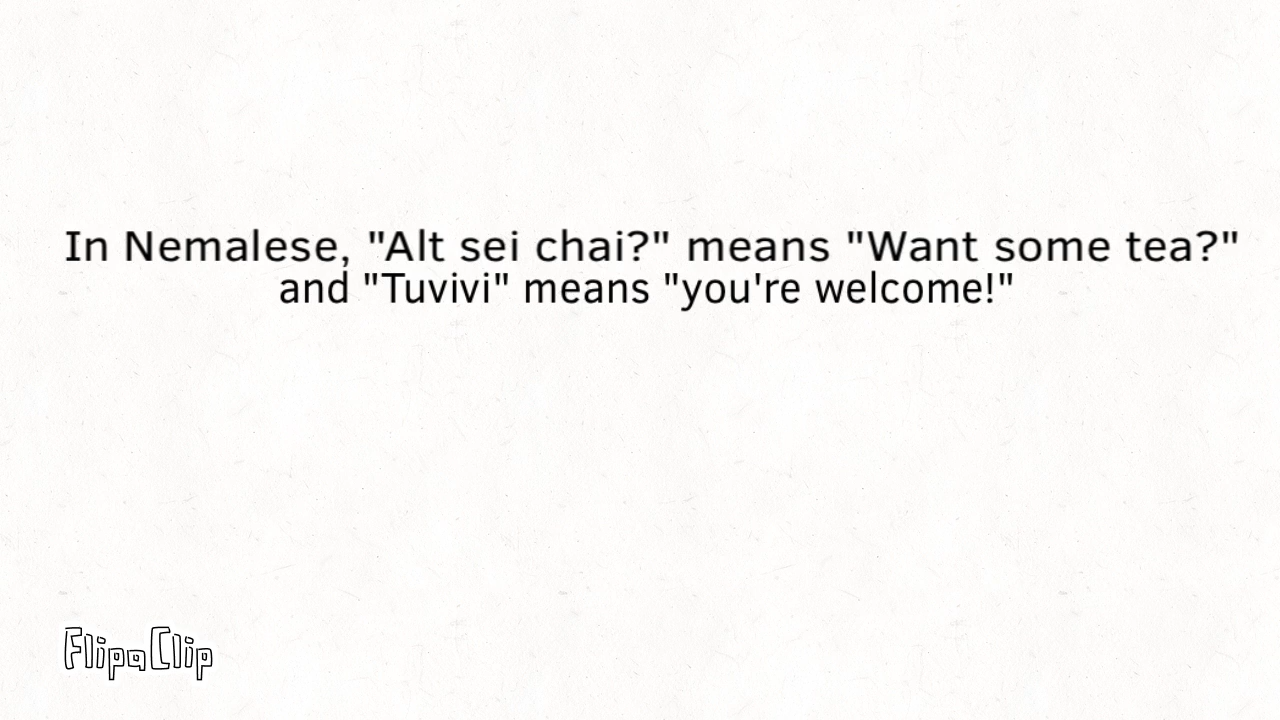 In Nemalese, "Alt sei chai?" means "Want some tea?"
and "Tuvivi" means "you're welcome!"
FlipaClip